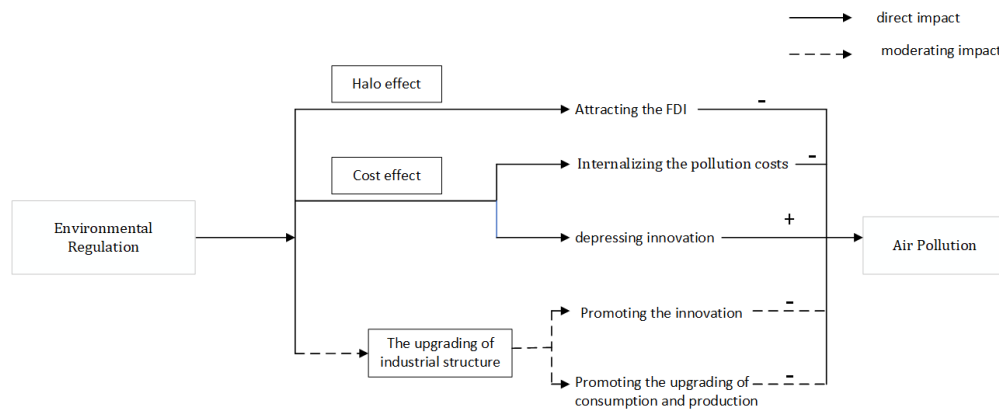 direct impact
moderating impact
Halo effect
Attracting the FDI
-
Internalizing the pollution costs
-
Cost effect
Environmental
Regulation
depressing innovation
+
Air Pollution
Promoting the innovation
-
The upgrading of
industrial structure
Promoting the upgrading of
consumption and production
-